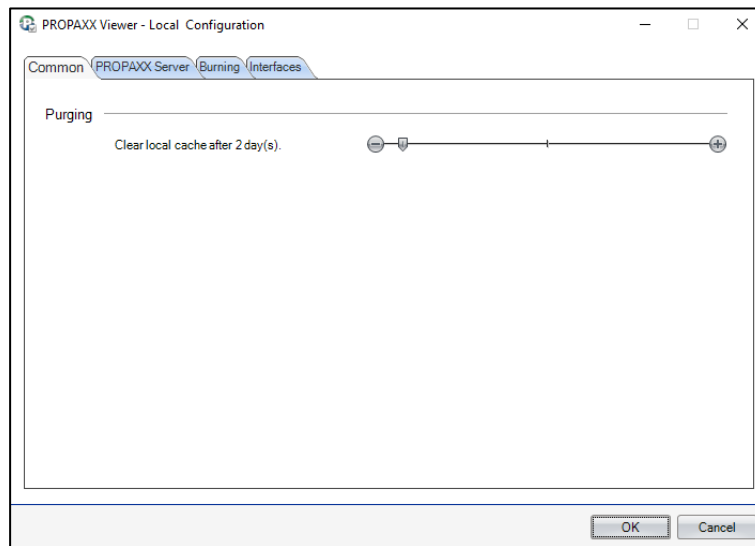 PROPAXX Viewer - Local Configuration
Common PROPAXX Server Burning Interfaces
Purging
Clear local cache after 2 day(s).
OK Cancel